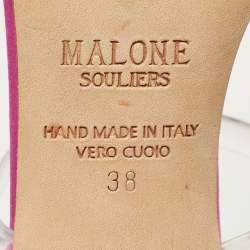 MALONE
SOULIERS
HAND MADE IN ITALY
VERO CUOIO
38